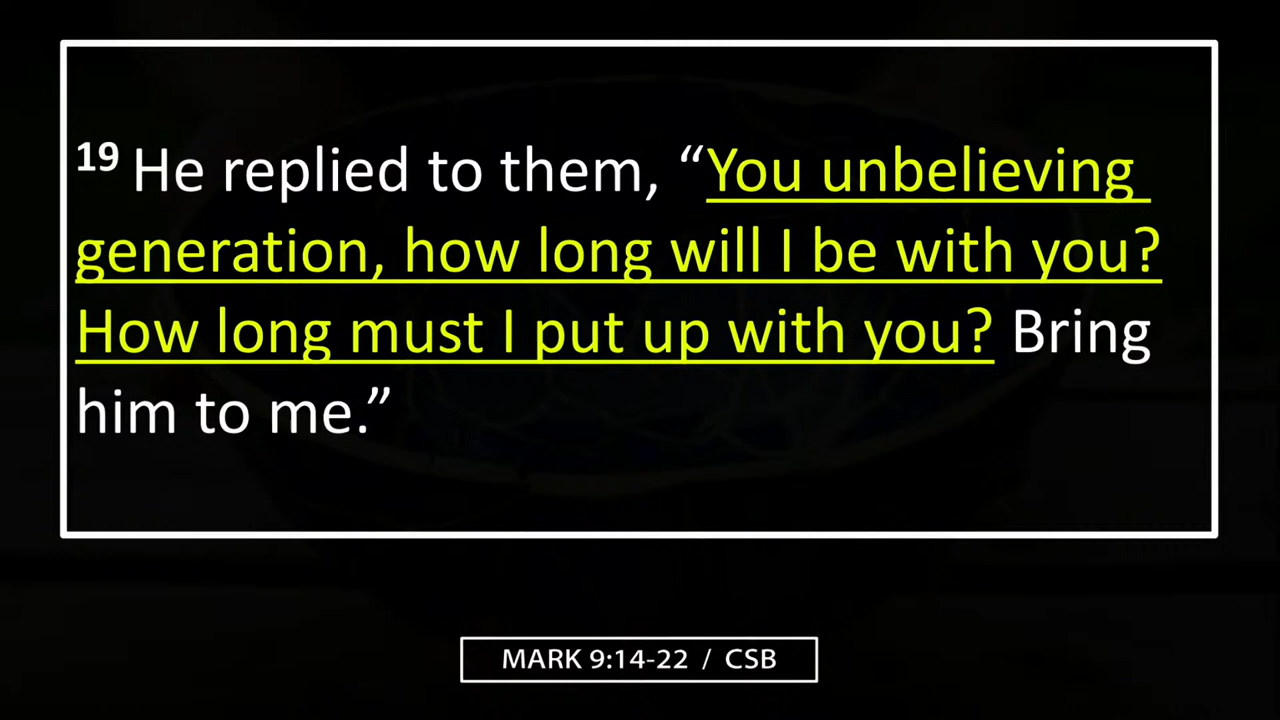 19 He replied to them, “You unbelieving
generation, how long will I be with you?
How long must I put up with you? Bring
him to me.”
MARK 9:14-22 / CSB